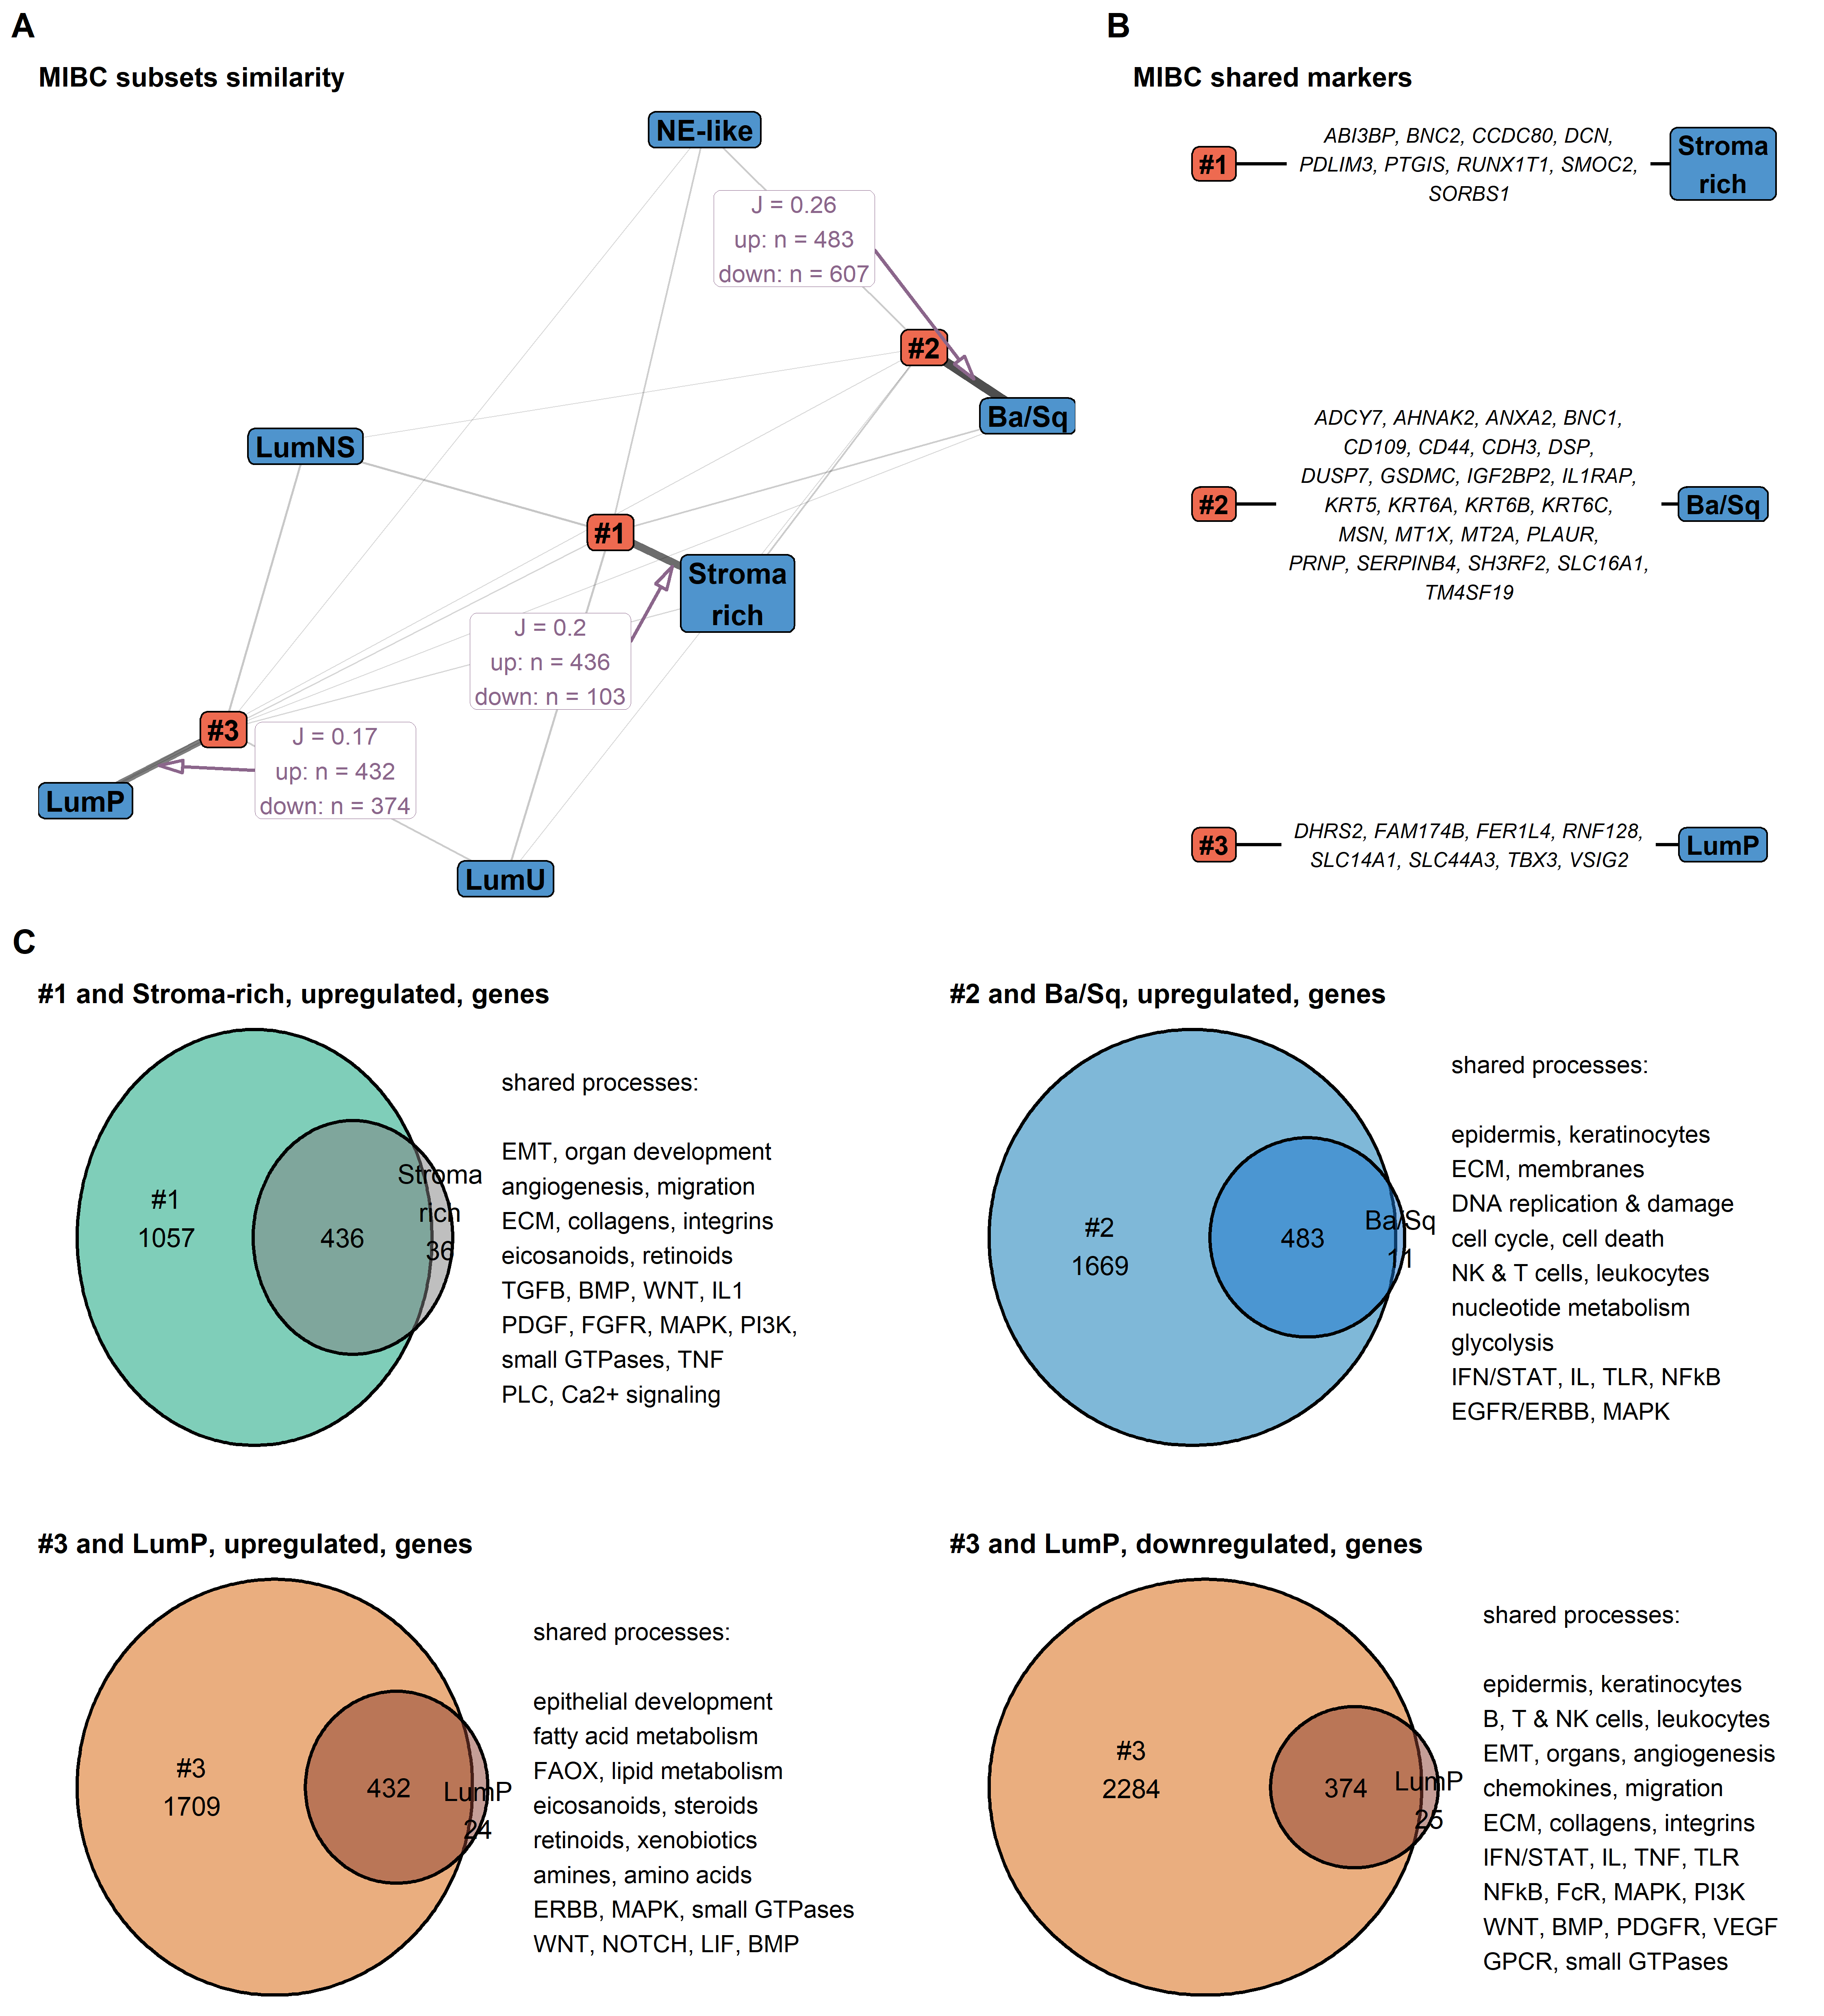 A
MIBC subsets similarity
NE-like
J = 0.26
up: n = 483
down: n = 607
#2
Ba/Sq
LumNS
#1
Stroma
rich
J = 0.2
up: n = 436
down: n = 103
#3
J = 0.17
up: n = 432
down: n = 374
LumP
LumU
B
MIBC shared markers
#1
ABI3BP, BNC2, CCDC80, DCN,
PDLIM3, PTGIS, RUNX1T1, SMOC2,
SORBS1
Stroma
rich
#2
ADCY7, AHNAK2, ANXA2, BNC1,
CD109, CD44, CDH3, DSP,
DUSP7, GSDMC, IGF2BP2, IL1RAP,
KRT5, KRT6A, KRT6B, KRT6C,
MSN, MT1X, MT2A, PLAUR,
PRNP, SERPINB4, SH3RF2, SLC16A1,
TM4SF19
Ba/Sq
#3
DHRS2, FAM174B, FER1L4, RNF128,
SLC14A1, SLC44A3, TBX3, VSIG2
LumP
C
#1 and Stroma-rich, upregulated, genes
#1
1057
436
Stroma
rich
36
shared processes:
EMT, organ development
angiogenesis, migration
ECM, collagens, integrins
eicosanoids, retinoids
TGFB, BMP, WNT, IL1
PDGF, FGFR, MAPK, PI3K,
small GTPases, TNF
PLC, Ca2+ signaling
#2 and Ba/Sq, upregulated, genes
#2
1669
483
Ba/Sq
11
shared processes:
epidermis, keratinocytes
ECM, membranes
DNA replication & damage
cell cycle, cell death
NK & T cells, leukocytes
nucleotide metabolism
glycolysis
IFN/STAT, IL, TLR, NFkB
EGFR/ERBB, MAPK
#3 and LumP, upregulated, genes
#3
1709
432
LumP
24
shared processes:
epithelial development
fatty acid metabolism
FAOX, lipid metabolism
eicosanoids, steroids
retinoids, xenobiotics
amines, amino acids
ERBB, MAPK, small GTPases
WNT, NOTCH, LIF, BMP
#3 and LumP, downregulated, genes
#3
2284
374
LumP
25
shared processes:
epidermis, keratinocytes
B, T & NK cells, leukocytes
EMT, organs, angiogenesis
chemokines, migration
ECM, collagens, integrins
IFN/STAT, IL, TNF, TLR
NFkB, FcR, MAPK, PI3K
WNT, BMP, PDGFR, VEGF
GPCR, small GTPases